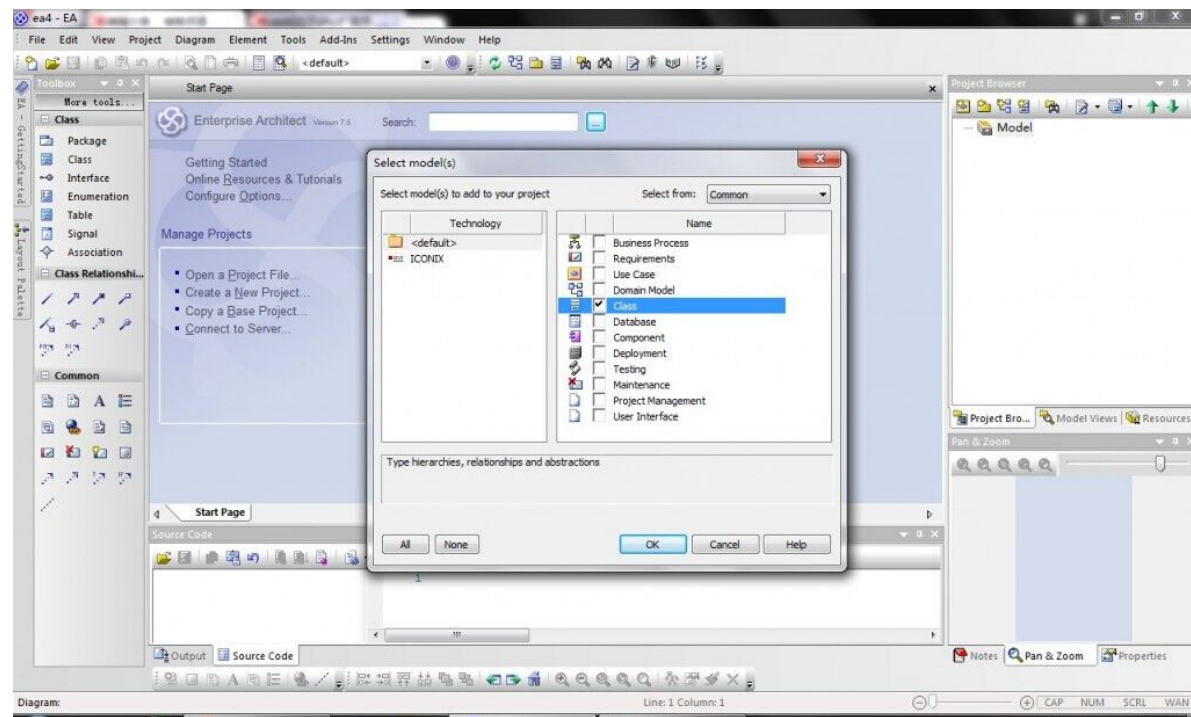 ea4 - EA
File Edit View Project Diagram Element Tools Add-Ins Settings Window Help
<default>
Toolbox
More tools...
Class
Package
Class
Interface
Enumeration
Table
Signal
Association
Class Relationshi...
Common
EA - GettingStarted
Layout Palette
Start Page
Enterprise Architect Version 7.5
Search:
...
Getting Started
Online Resources & Tutorials
Configure Options...
Manage Projects
Open a Project File...
Create a New Project...
Copy a Base Project...
Connect to Server...
Start Page
Select model(s)
Select model(s) to add to your project
Select from: Common
Technology
<default>
ICONIX
Name
Business Process
Requirements
Use Case
Domain Model
Class
Database
Component
Deployment
Testing
Maintenance
Project Management
User Interface
Type hierarchies, relationships and abstractions
All None OK Cancel Help
Source Code
1
Output Source Code
Project Browser
Model
Project Bro... Model Views Resources
Pan & Zoom
Notes Pan & Zoom Properties
Diagram: Line: 1 Column: 1 CAP NUM SCRL WAN